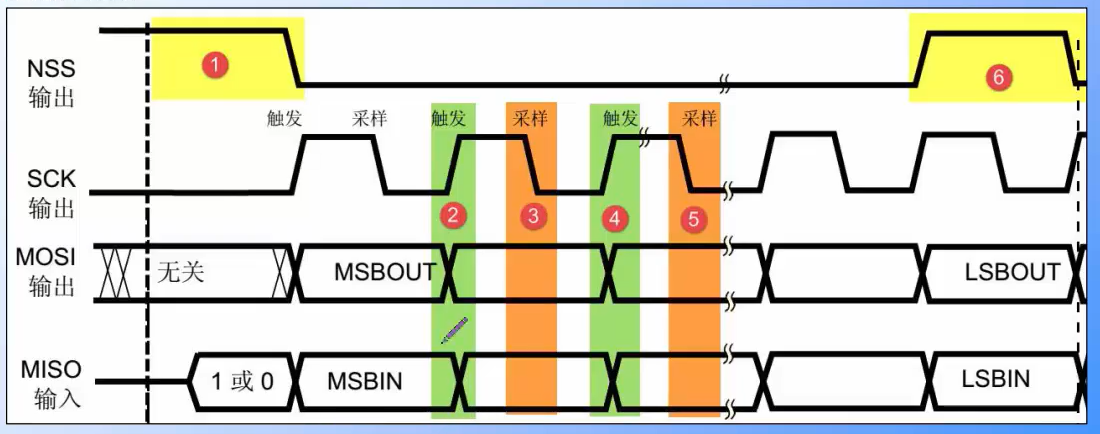 NSS
输出
①
⑥
触发 采样 触发 采样 触发 采样
SCK
输出
② ③ ④ ⑤
MOSI
输出
无关 MSBOUT LSBOUT
MISO
输入
1 或 0 MSBIN LSBIN